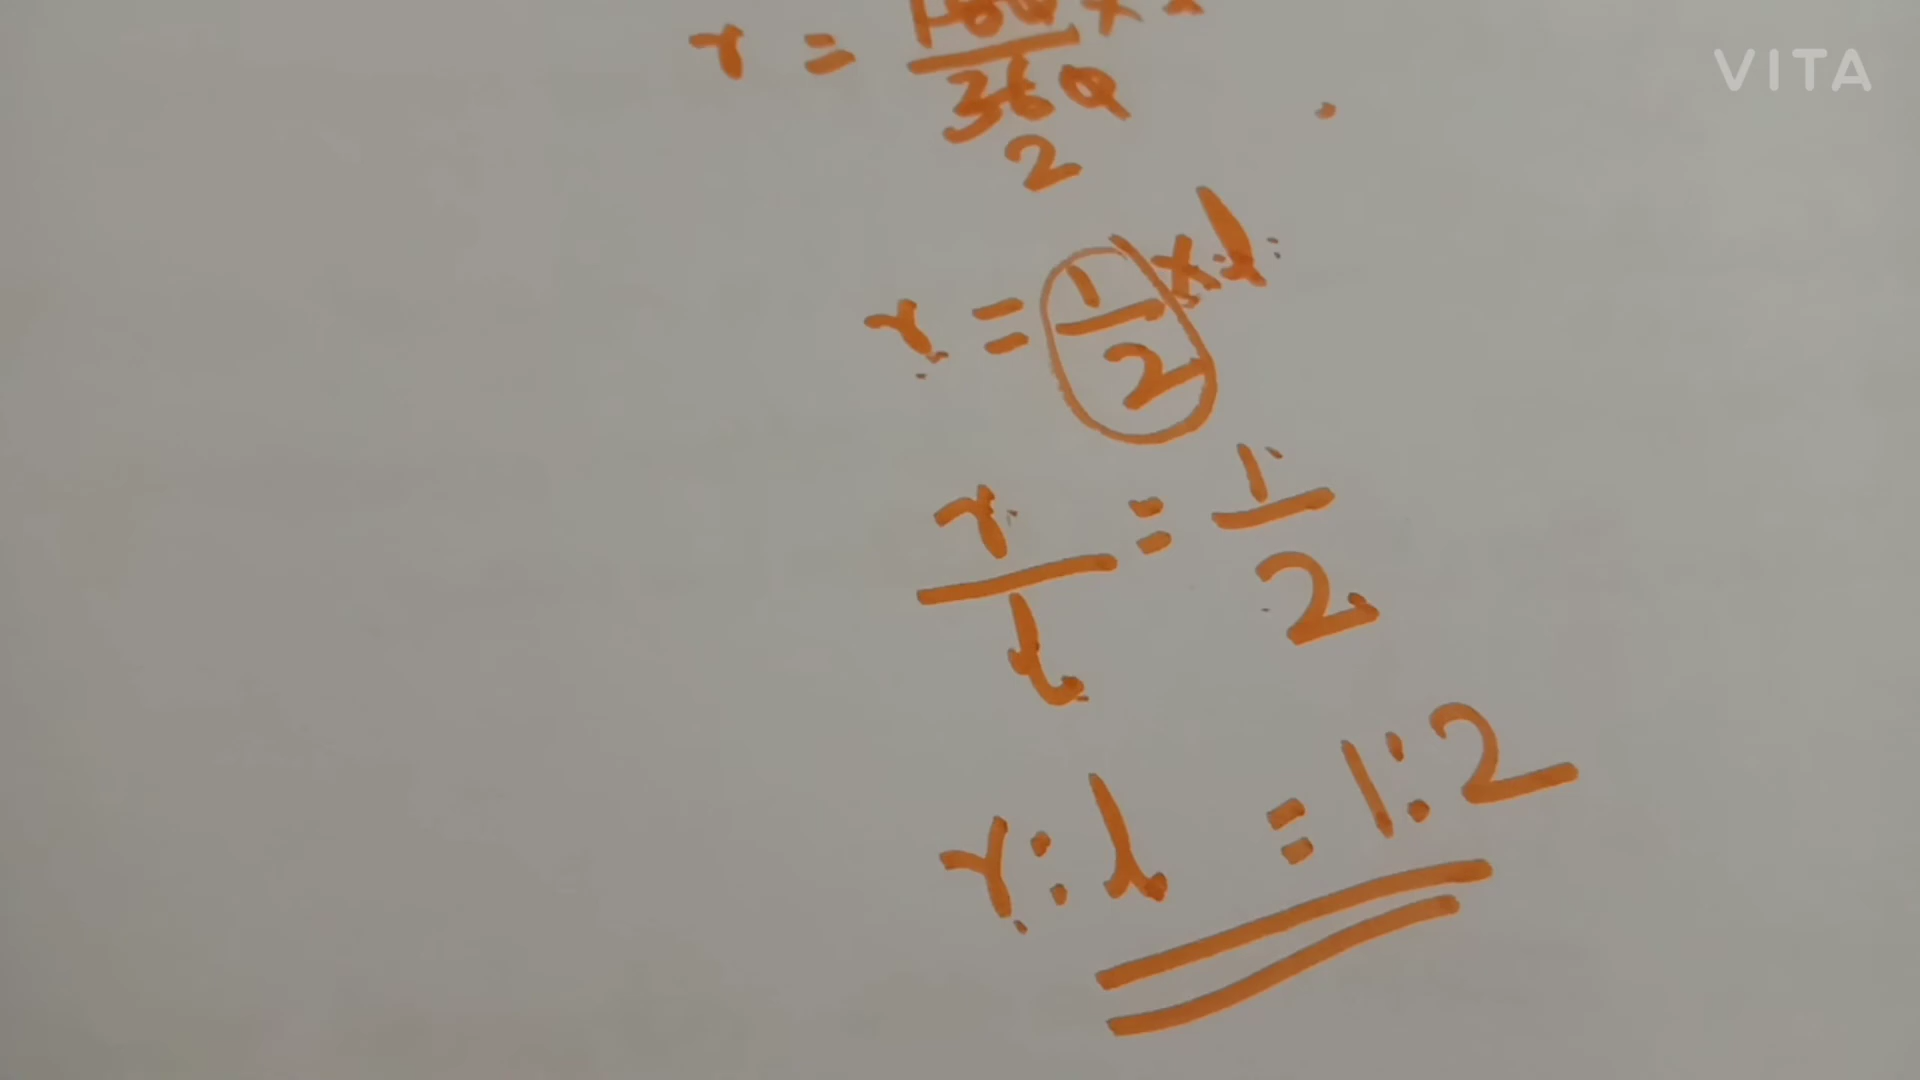 VITA
r = 180 × 
360
2
r = 1/2 × l
r/l = 1/2
r : l = 1:2